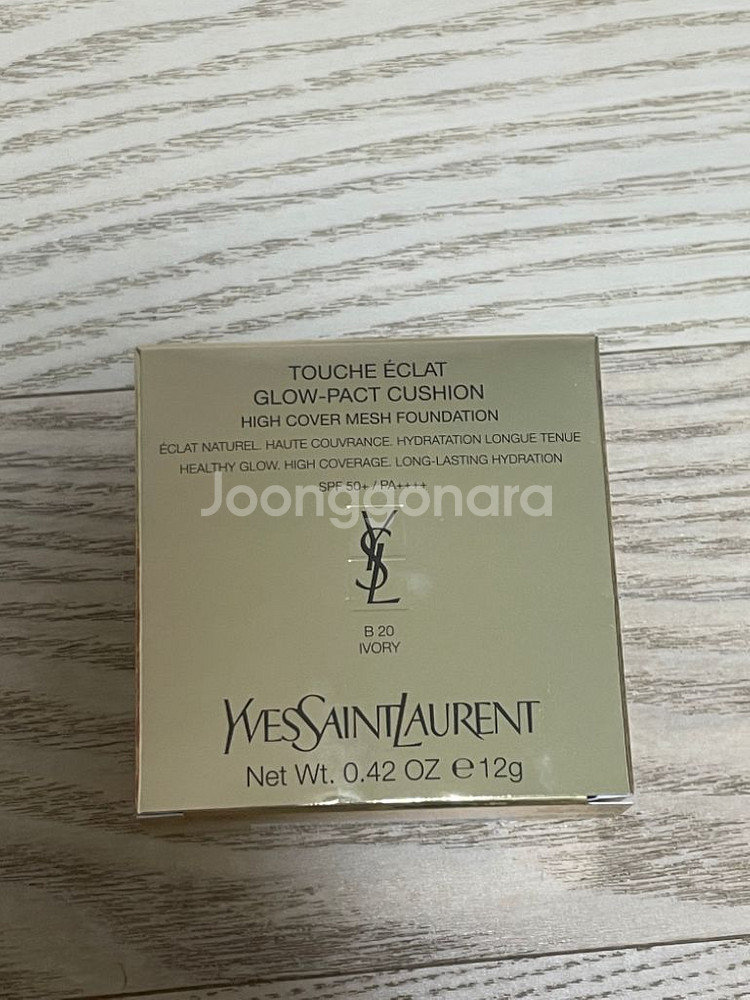 TOUCHE ÉCLAT
GLOW-PACT CUSHION
HIGH COVER MESH FOUNDATION
ÉCLAT NATUREL. HAUTE COUVRANCE. HYDRATATION LONGUE TENUE
HEALTHY GLOW. HIGH COVERAGE. LONG-LASTING HYDRATION
SPF 50+ / PA++++
Joonggonara
YSL
B 20
IVORY
YVESSAINTLAURENT
Net Wt. 0.42 OZ ℮12g